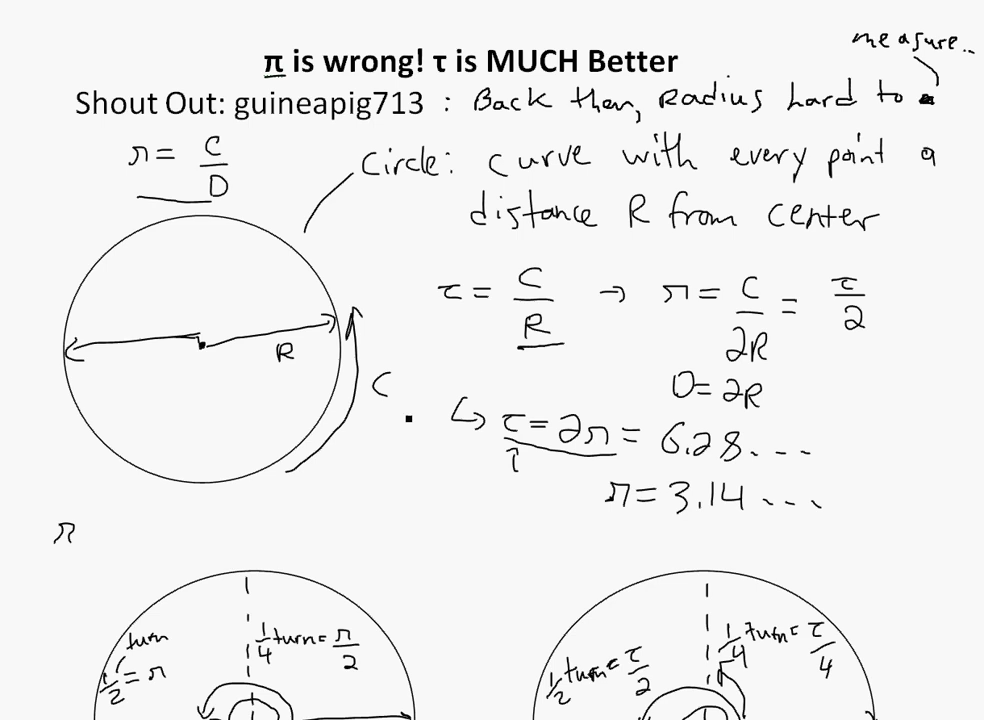 π is wrong! τ is MUCH Better
measure..
Shout Out: guineapig713 : Back then, Radius hard to
π = C/D
Circle: curve with every point a
distance R from center
τ = C/R → π = C/2R = τ/2
D = 2R
R
C
↳ τ = 2π = 6.28...
π = 3.14...
π
1/2 turn = π
1/4 turn = π/2
1/2 turn = τ/2
1/4 turn = τ/4